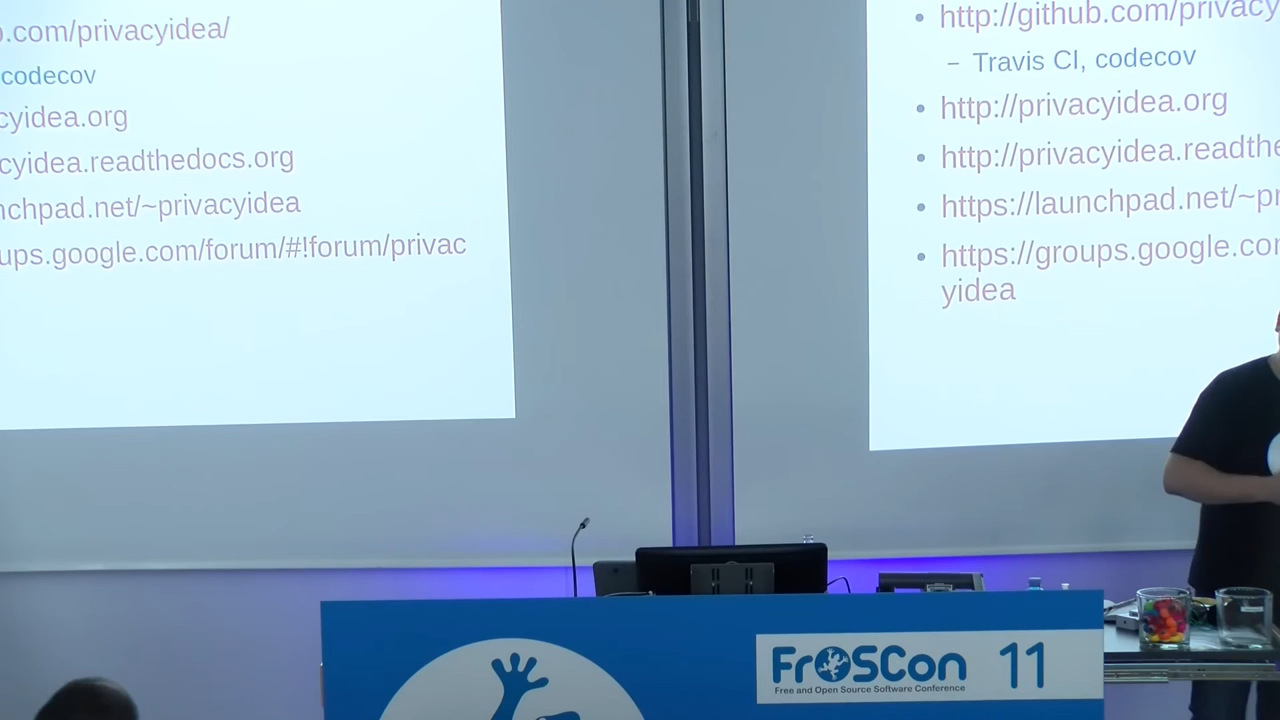 b.com/privacyidea/
codecov
cyidea.org
cyidea.readthedocs.org
nchpad.net/~privacyidea
ups.google.com/forum/#!forum/privac
http://github.com/privacy
– Travis CI, codecov
http://privacyidea.org
http://privacyidea.readthe
https://launchpad.net/~pr
https://groups.google.com
yidea
FrOSCon 11
Free and Open Source Software Conference